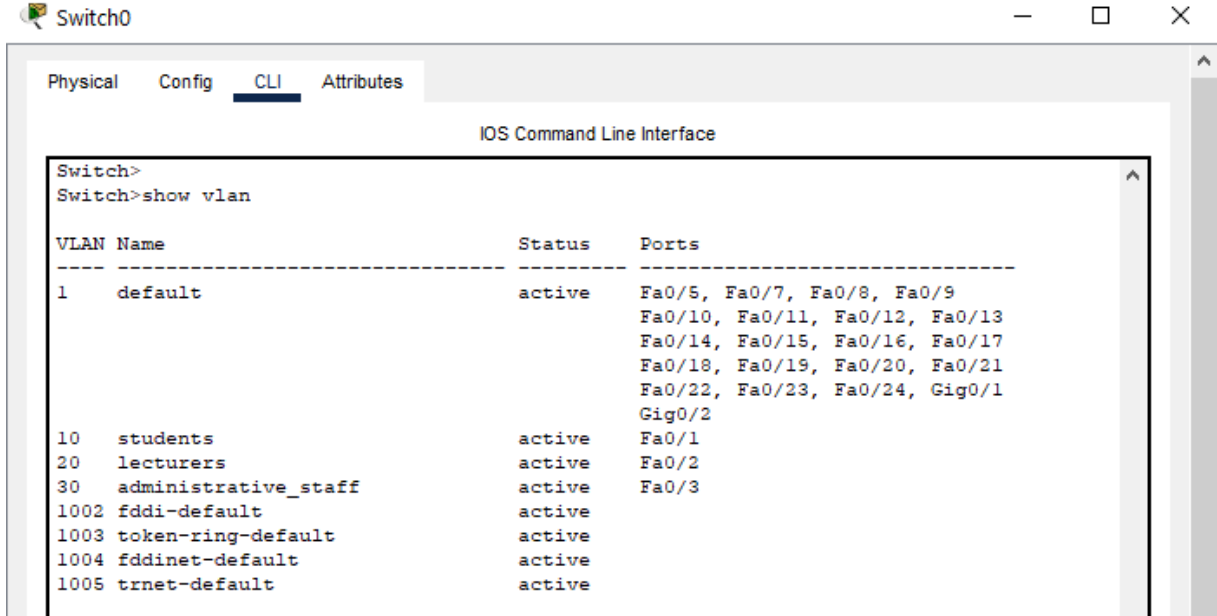 Switch0
Physical Config CLI Attributes
IOS Command Line Interface
Switch>
Switch>show vlan
VLAN Name                             Status    Ports
---- -------------------------------- --------- -------------------------------
1    default                          active    Fa0/5, Fa0/7, Fa0/8, Fa0/9
                                                Fa0/10, Fa0/11, Fa0/12, Fa0/13
                                                Fa0/14, Fa0/15, Fa0/16, Fa0/17
                                                Fa0/18, Fa0/19, Fa0/20, Fa0/21
                                                Fa0/22, Fa0/23, Fa0/24, Gig0/1
                                                Gig0/2
10   students                         active    Fa0/1
20   lecturers                        active    Fa0/2
30   administrative_staff             active    Fa0/3
1002 fddi-default                     active
1003 token-ring-default               active
1004 fddinet-default                  active
1005 trnet-default                    active